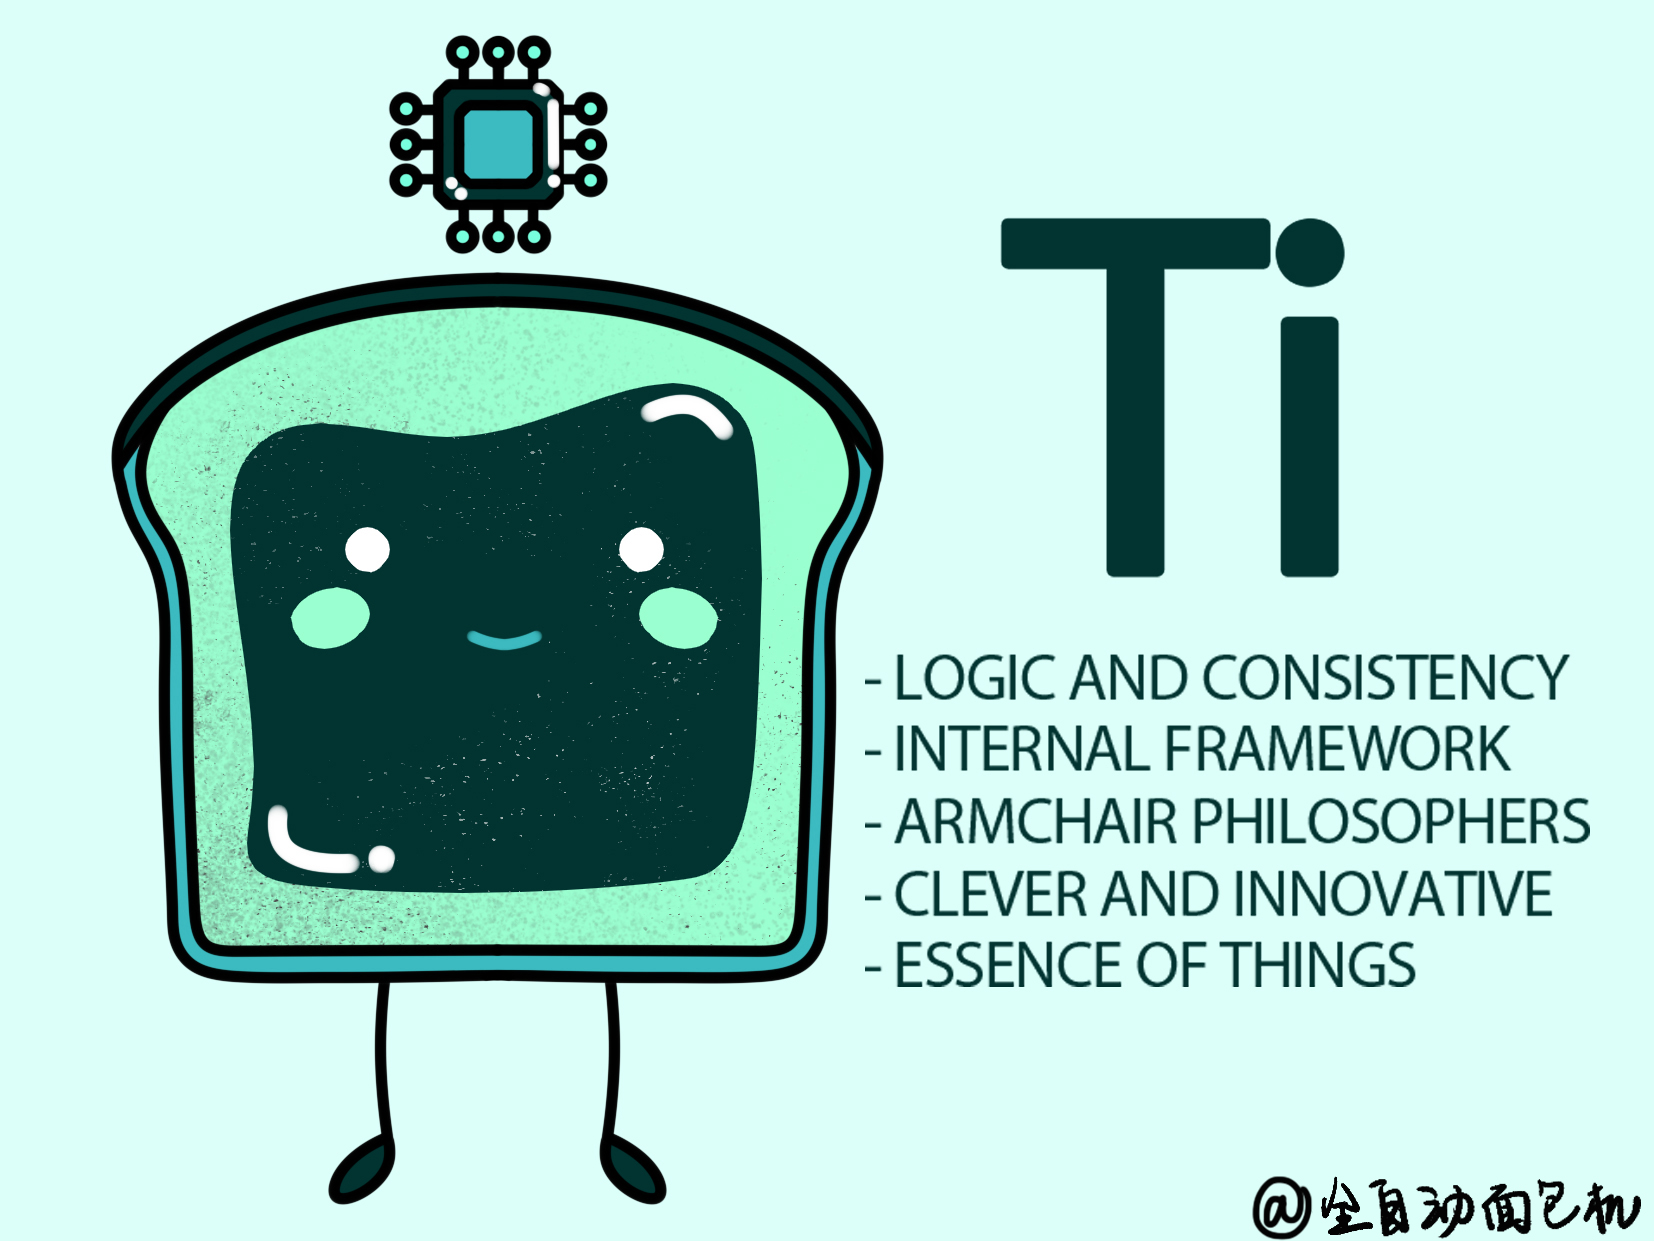 Ti
- LOGIC AND CONSISTENCY
- INTERNAL FRAMEWORK
- ARMCHAIR PHILOSOPHERS
- CLEVER AND INNOVATIVE
- ESSENCE OF THINGS
@全自动面包机